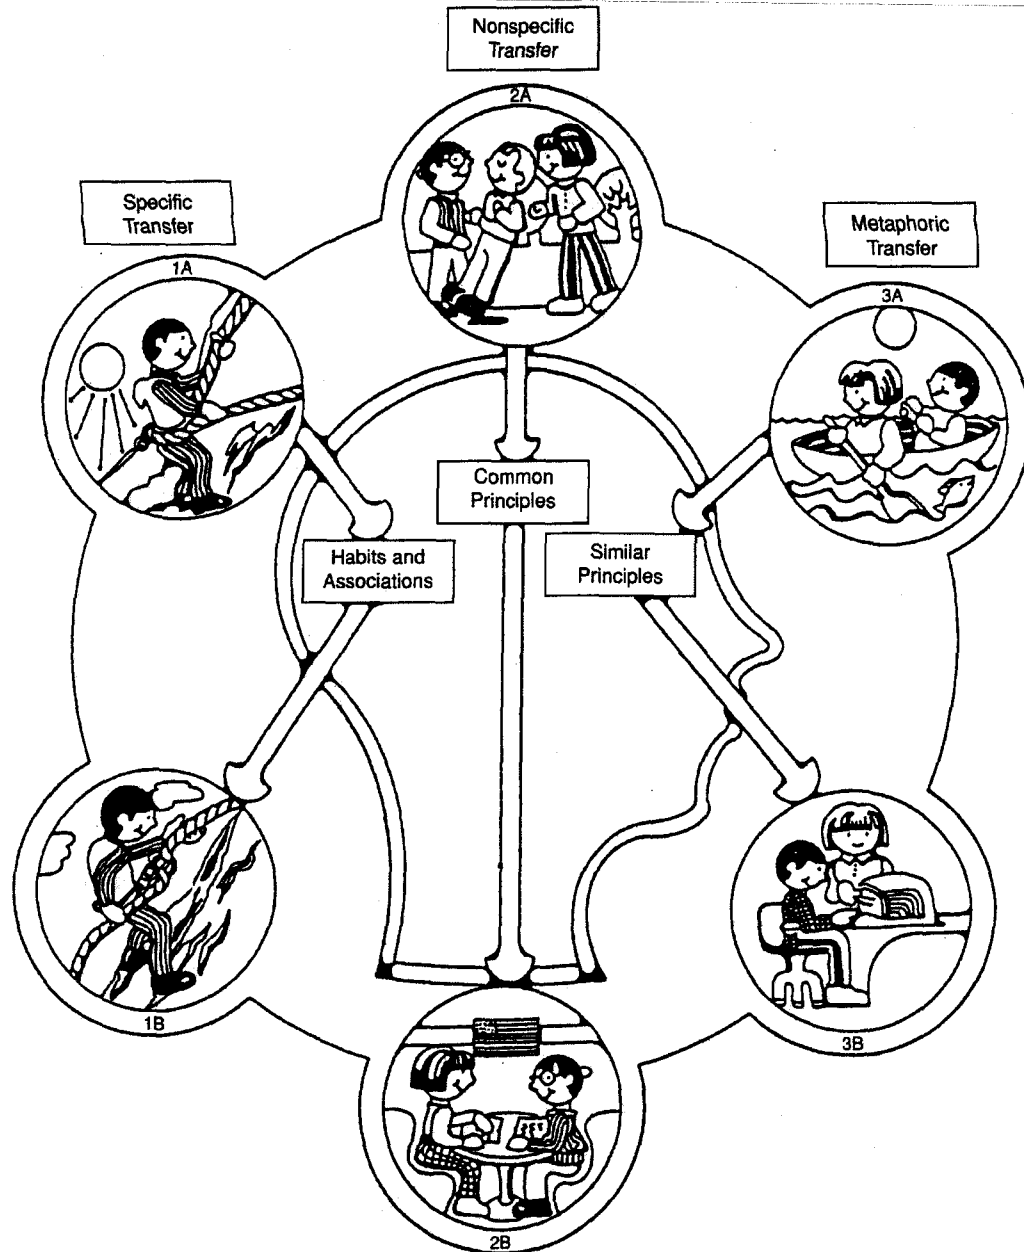 Nonspecific
Transfer
2A
Specific
Transfer
1A
Metaphoric
Transfer
3A
Common
Principles
Habits and
Associations
Similar
Principles
1B
3B
2B